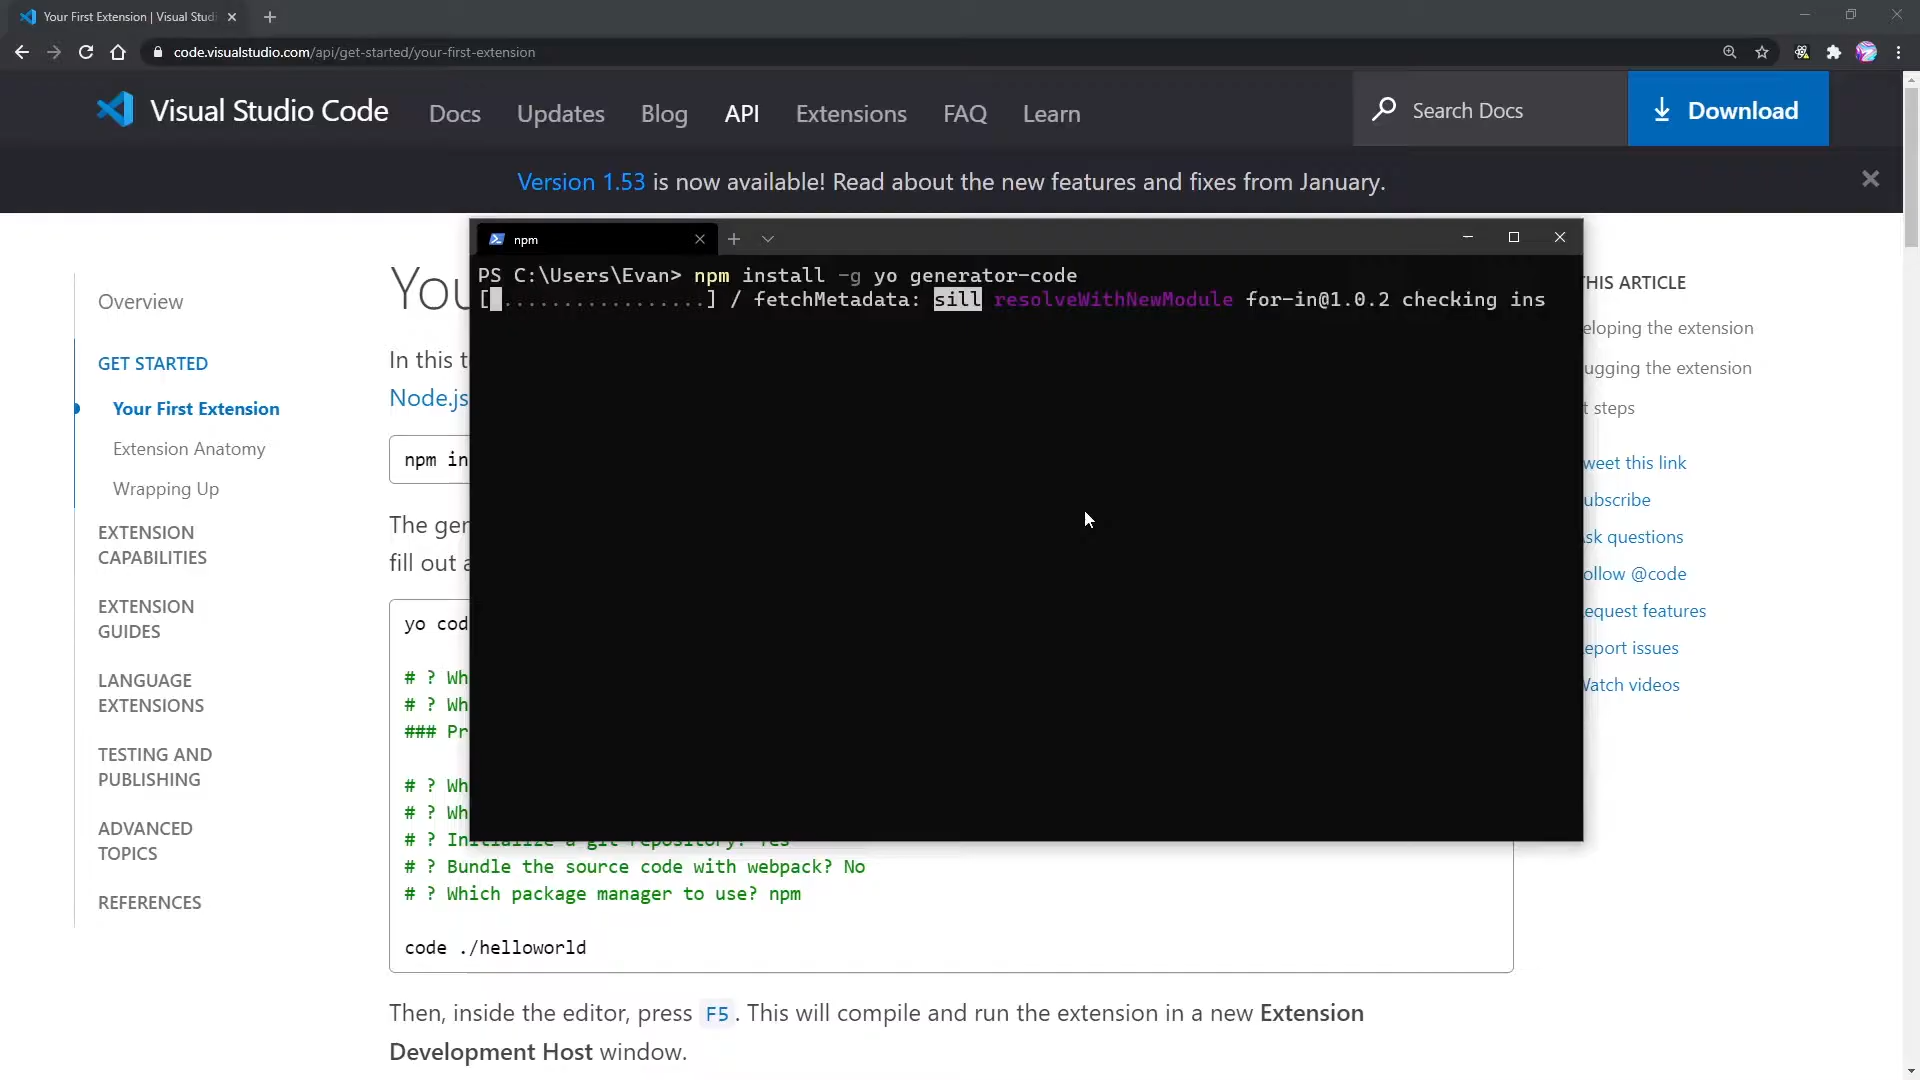 Your First Extension | Visual Studi
code.visualstudio.com/api/get-started/your-first-extension
Visual Studio Code
Docs
Updates
Blog
API
Extensions
FAQ
Learn
Search Docs
Download
Version 1.53 is now available! Read about the new features and fixes from January.
npm
PS C:\Users\Evan> npm install -g yo generator-code
[ .................] / fetchMetadata: sill resolveWithNewModule for-in@1.0.2 checking ins
Overview
GET STARTED
Your First Extension
Extension Anatomy
Wrapping Up
EXTENSION
CAPABILITIES
EXTENSION
GUIDES
LANGUAGE
EXTENSIONS
TESTING AND
PUBLISHING
ADVANCED
TOPICS
REFERENCES
You
In this t
Node.js
npm in
The gen
fill out a
yo cod
# ? Wh
# ? Wh
### Pr
# ? Wh
# ? Wh
# ? Initialize a git repository? Yes
# ? Bundle the source code with webpack? No
# ? Which package manager to use? npm
code ./helloworld
Then, inside the editor, press F5. This will compile and run the extension in a new Extension
Development Host window.
THIS ARTICLE
eloping the extension
ugging the extension
t steps
weet this link
ubscribe
sk questions
ollow @code
equest features
eport issues
Watch videos